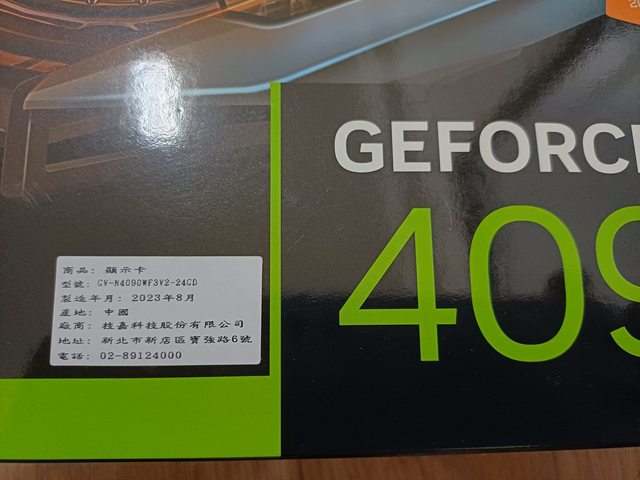 GEFORC
409
商品: 顯示卡
型號: GV-N4090WF3V2-24GD
製造年月: 2023年8月
產地: 中國
廠商: 技嘉科技股份有限公司
地址: 新北市新店區寶強路6號
電話: 02-89124000